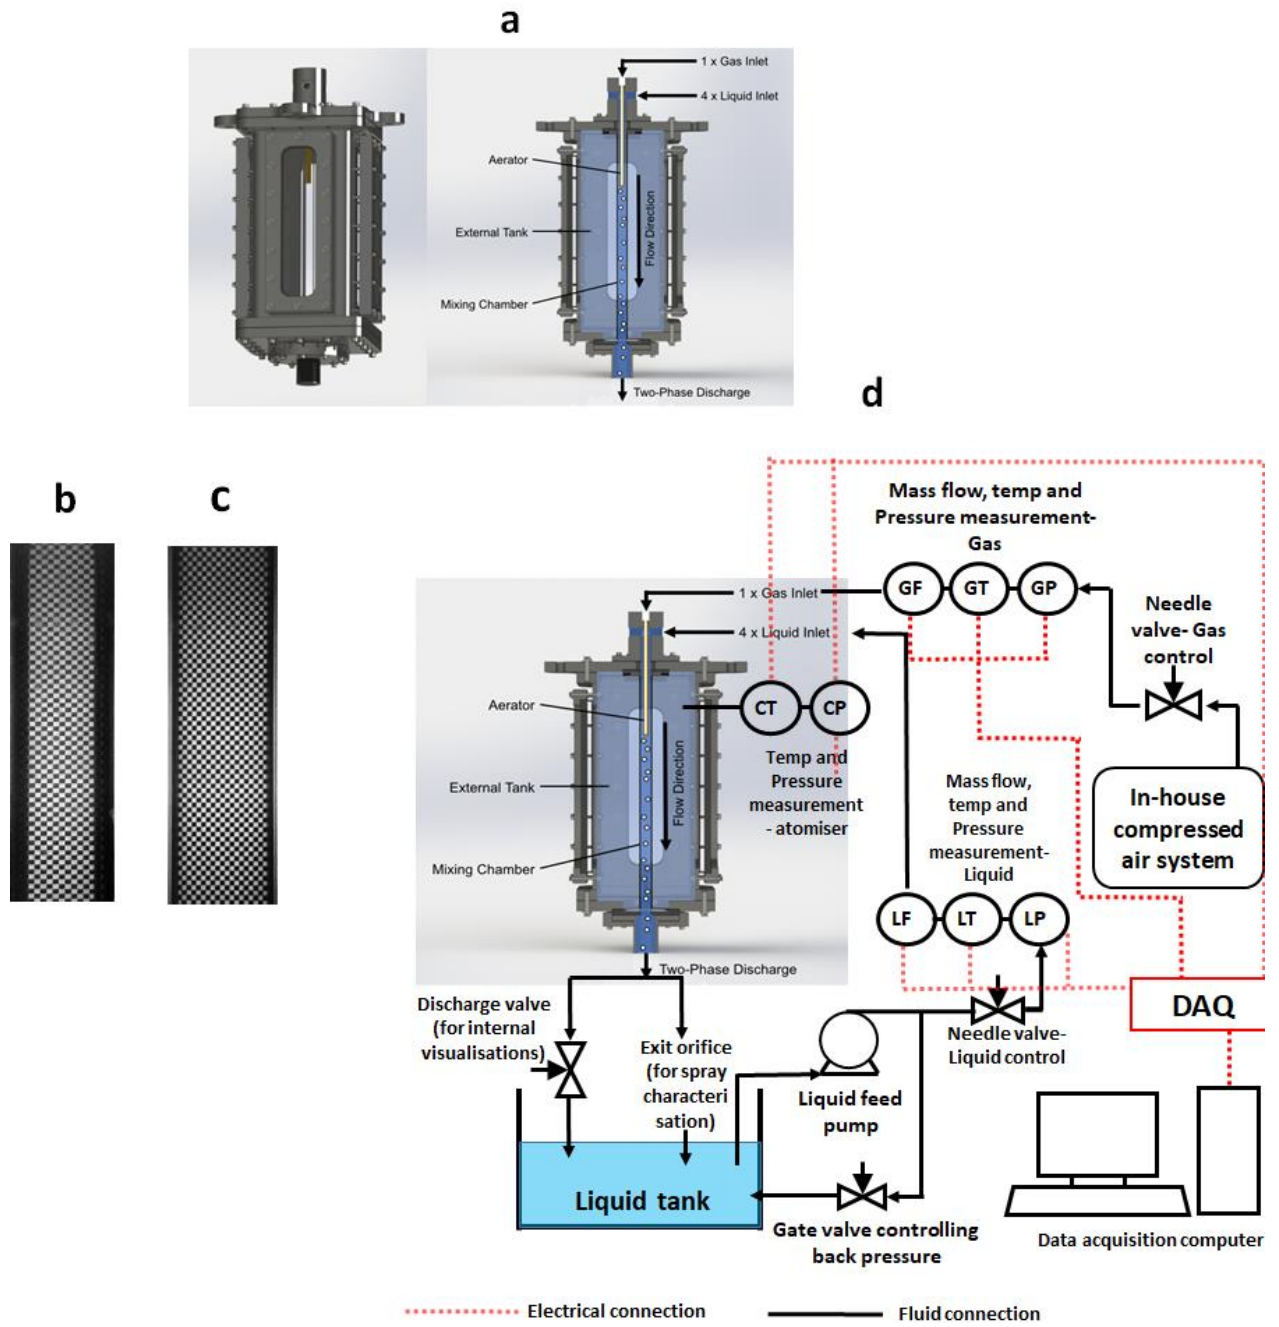 a
1 x Gas Inlet
4 x Liquid Inlet
Aerator
External Tank
Flow Direction
Mixing Chamber
Two-Phase Discharge
b
c
d
Mass flow, temp and
Pressure measurement-
Gas
GF
GT
GP
Needle
valve- Gas
control
1 x Gas Inlet
4 x Liquid Inlet
Aerator
External Tank
Flow Direction
Mixing Chamber
Two-Phase Discharge
CT
CP
Temp and
Pressure
measurement
- atomiser
Mass flow,
temp and
Pressure
measurement-
Liquid
In-house
compressed
air system
LF
LT
LP
Discharge valve
(for internal
visualisations)
Exit orifice
(for spray
characteri
sation)
Liquid feed
pump
Needle valve-
Liquid control
DAQ
Liquid tank
Gate valve controlling
back pressure
Data acquisition computer
Electrical connection
Fluid connection